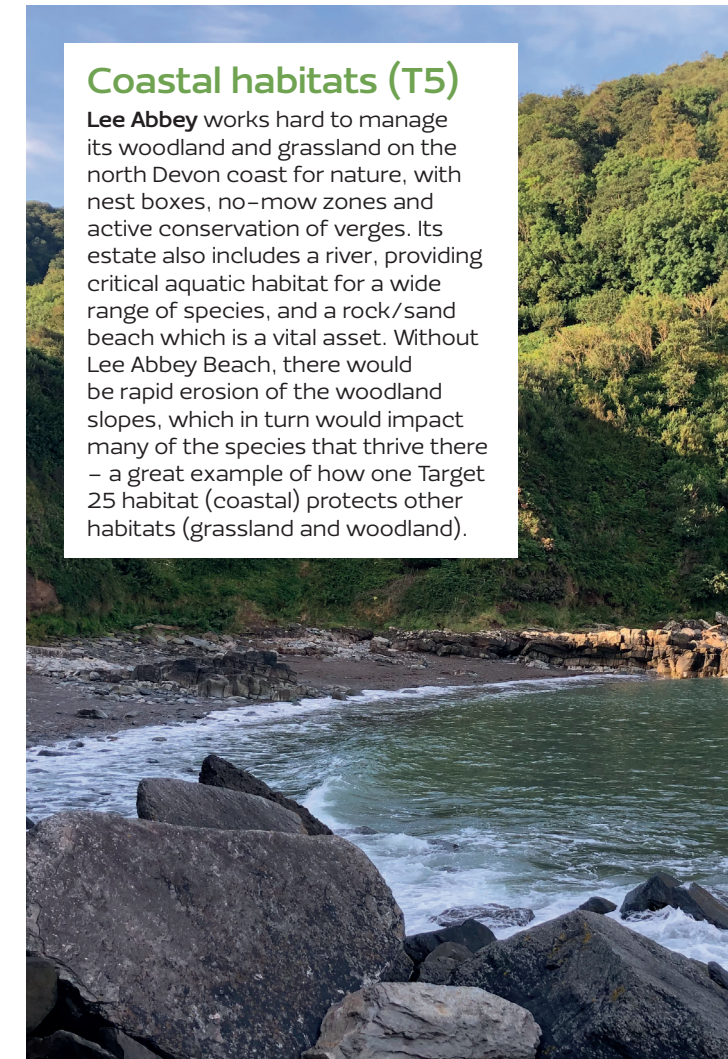 Coastal habitats (T5)
Lee Abbey works hard to manage
its woodland and grassland on the
north Devon coast for nature, with
nest boxes, no-mow zones and
active conservation of verges. Its
estate also includes a river, providing
critical aquatic habitat for a wide
range of species, and a rock/sand
beach which is a vital asset. Without
Lee Abbey Beach, there would
be rapid erosion of the woodland
slopes, which in turn would impact
many of the species that thrive there
– a great example of how one Target
25 habitat (coastal) protects other
habitats (grassland and woodland).